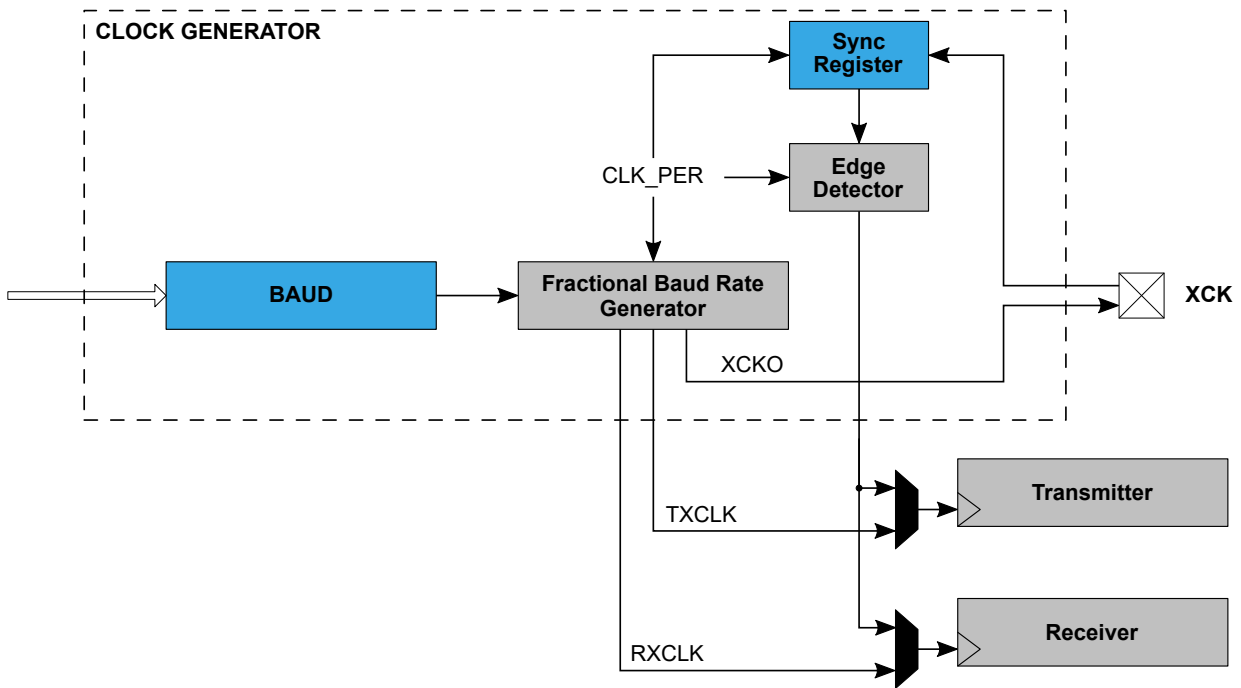 CLOCK GENERATOR
Sync
Register
CLK_PER
Edge
Detector
BAUD
Fractional Baud Rate
Generator
XCK
XCKO
Transmitter
TXCLK
Receiver
RXCLK